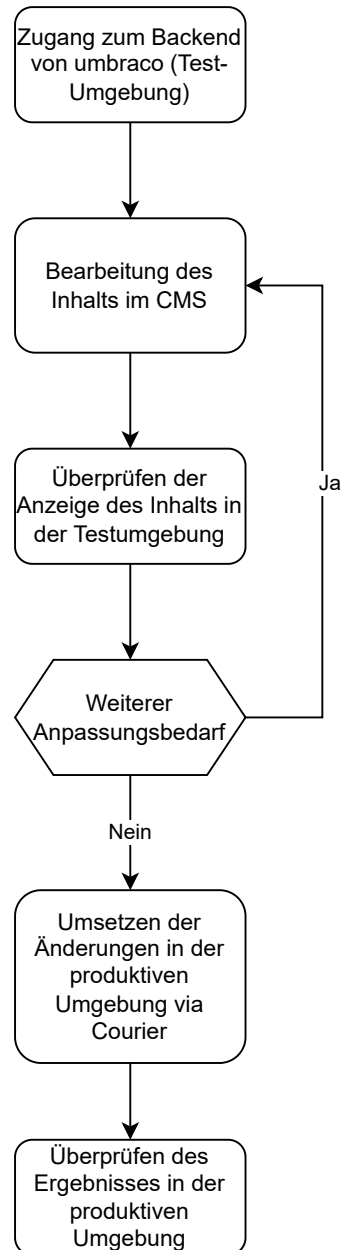 Zugang zum Backend
von umbraco (Test-
Umgebung)
Bearbeitung des
Inhalts im CMS
Überprüfen der
Anzeige des Inhalts in
der Testumgebung
Ja
Weiterer
Anpassungsbedarf
Nein
Umsetzen der
Änderungen in der
produktiven
Umgebung via
Courier
Überprüfen des
Ergebnisses in der
produktiven
Umgebung